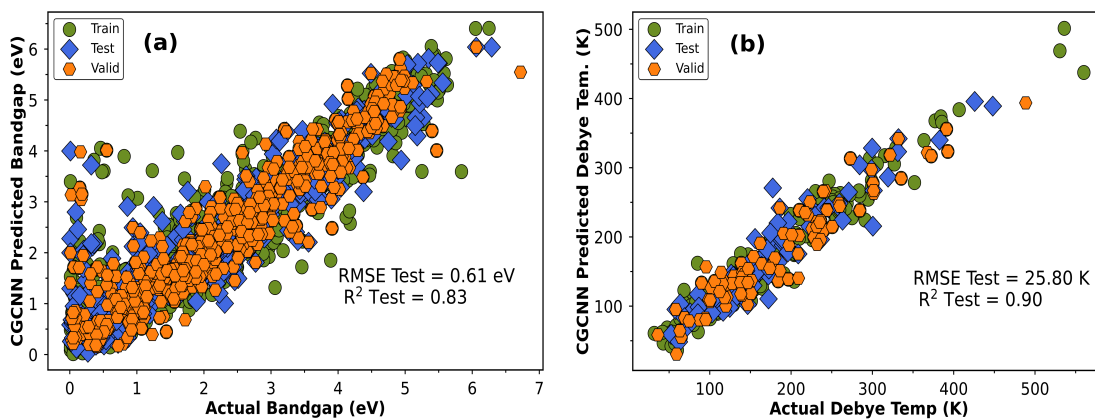 (a)
Train
Test
Valid
CGCNN Predicted Bandgap (eV)
6
5
4
3
2
1
0
RMSE Test = 0.61 eV
R² Test = 0.83
0 1 2 3 4 5 6 7
Actual Bandgap (eV)
(b)
Train
Test
Valid
CGCNN Predicted Debye Tem. (K)
500
400
300
200
100
RMSE Test = 25.80 K
R² Test = 0.90
100 200 300 400 500
Actual Debye Temp (K)